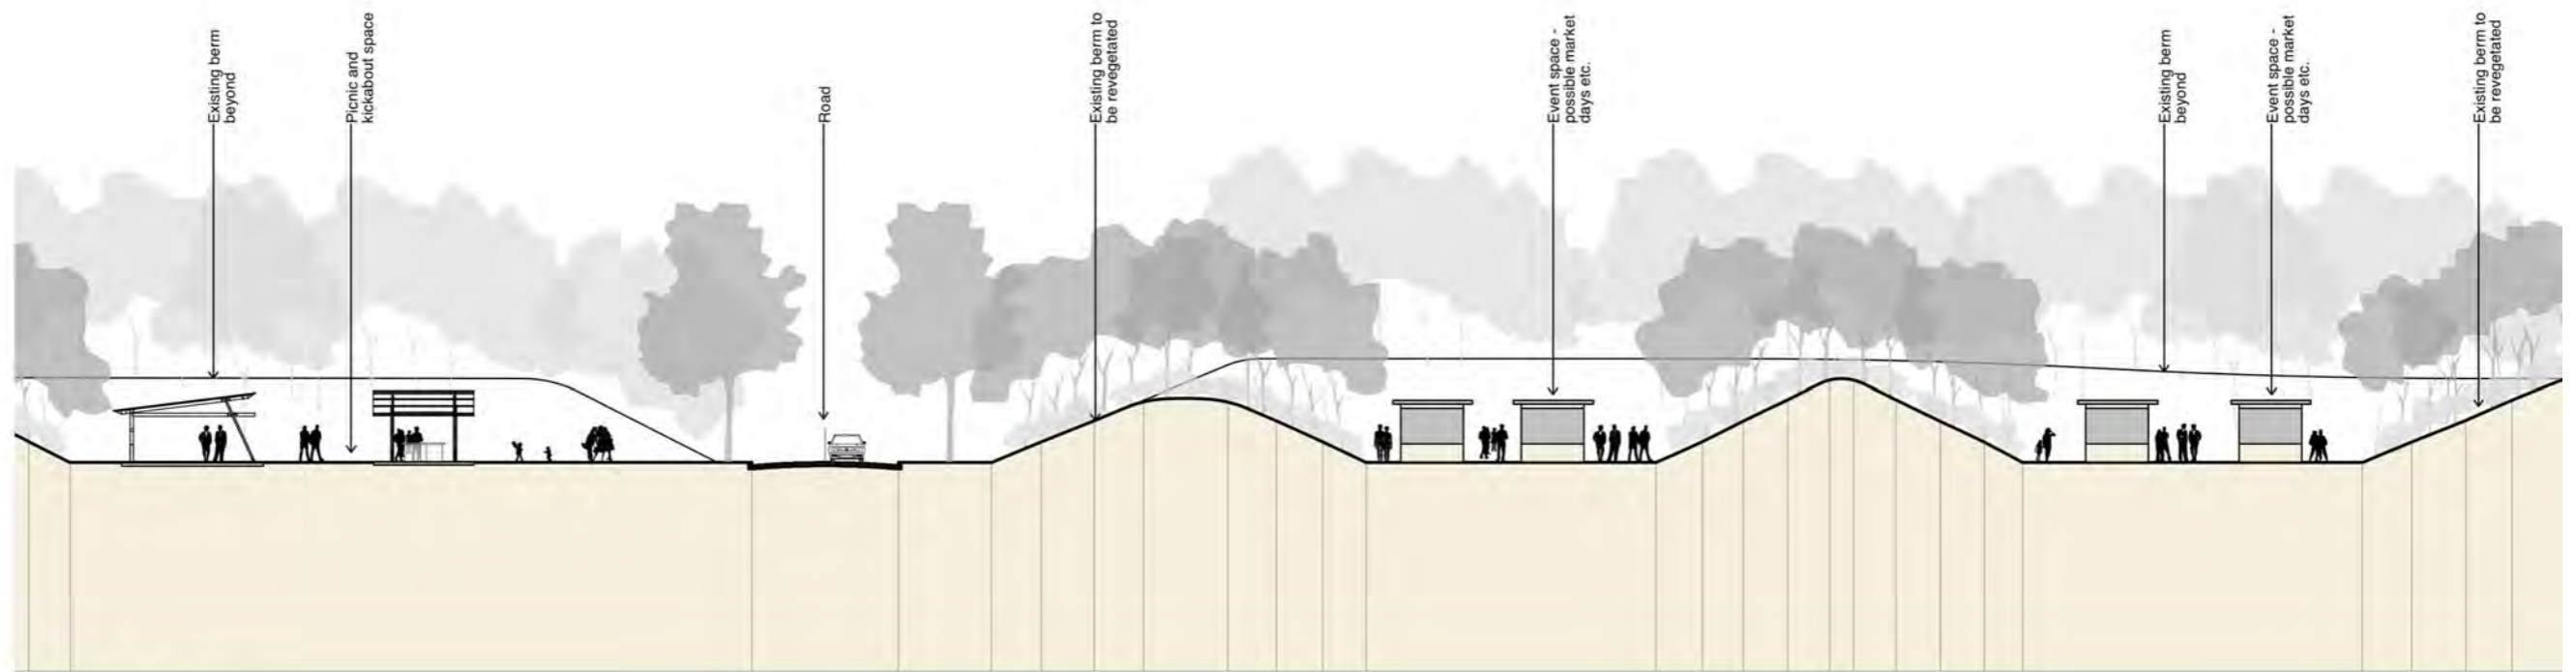 Existing berm
beyond
Picnic and
kickabout space
Road
Existing berm to
be revegetated
Event space -
possible market
days etc.
Existing berm
beyond
Event space -
possible market
days etc.
Existing berm to
be revegetated